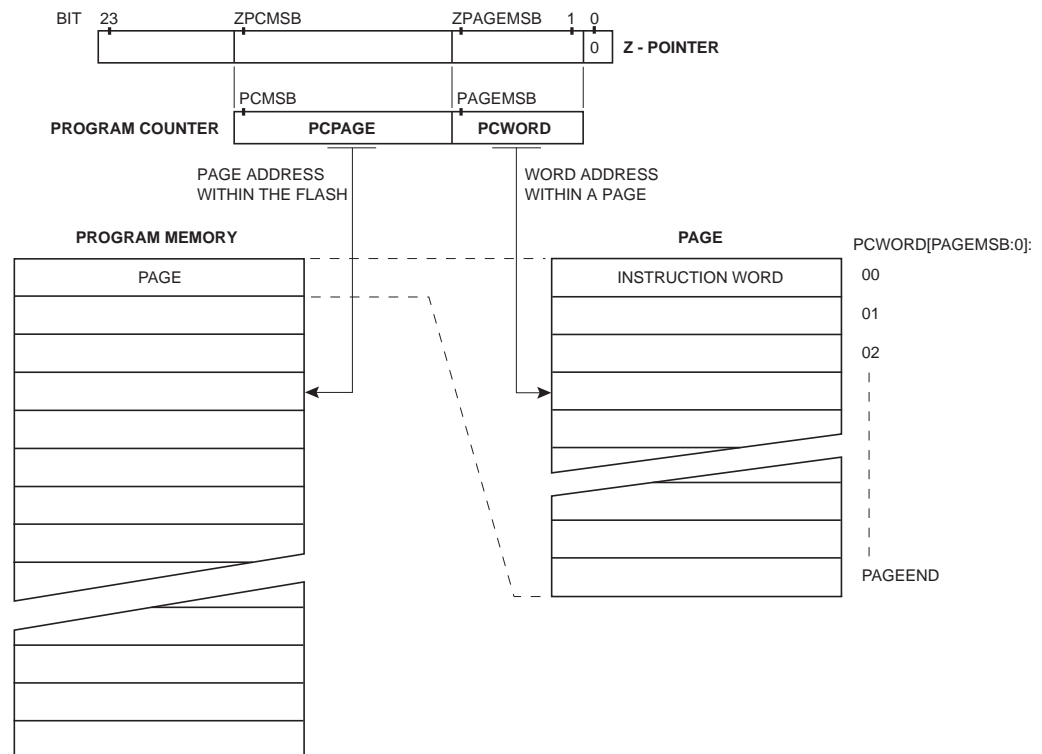 BIT 23 ZPCMSB ZPAGEMSB 1 0
0 Z - POINTER
PCMSB PAGEMSB
PROGRAM COUNTER PCPAGE PCWORD
PAGE ADDRESS
WITHIN THE FLASH
WORD ADDRESS
WITHIN A PAGE
PROGRAM MEMORY
PAGE
PAGE
INSTRUCTION WORD
PCWORD[PAGEMSB:0]:
00
01
02
PAGEEND